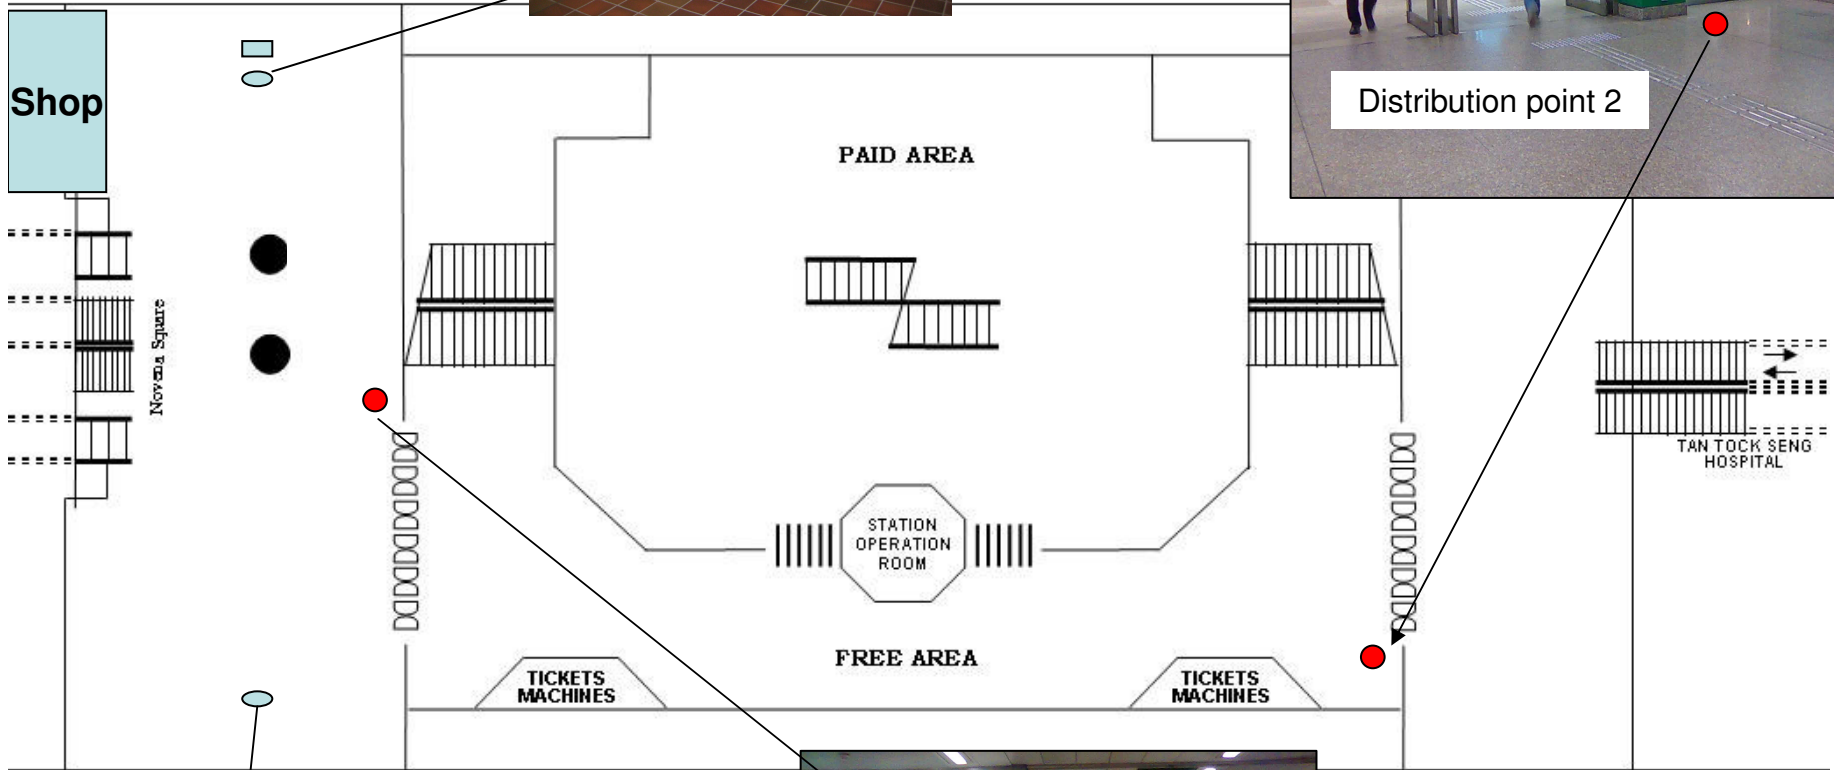 Shop
Distribution point 2
PAID AREA
Novena Square
TAN TOCK SENG
HOSPITAL
STATION
OPERATION
ROOM
FREE AREA
TICKETS
MACHINES
TICKETS
MACHINES